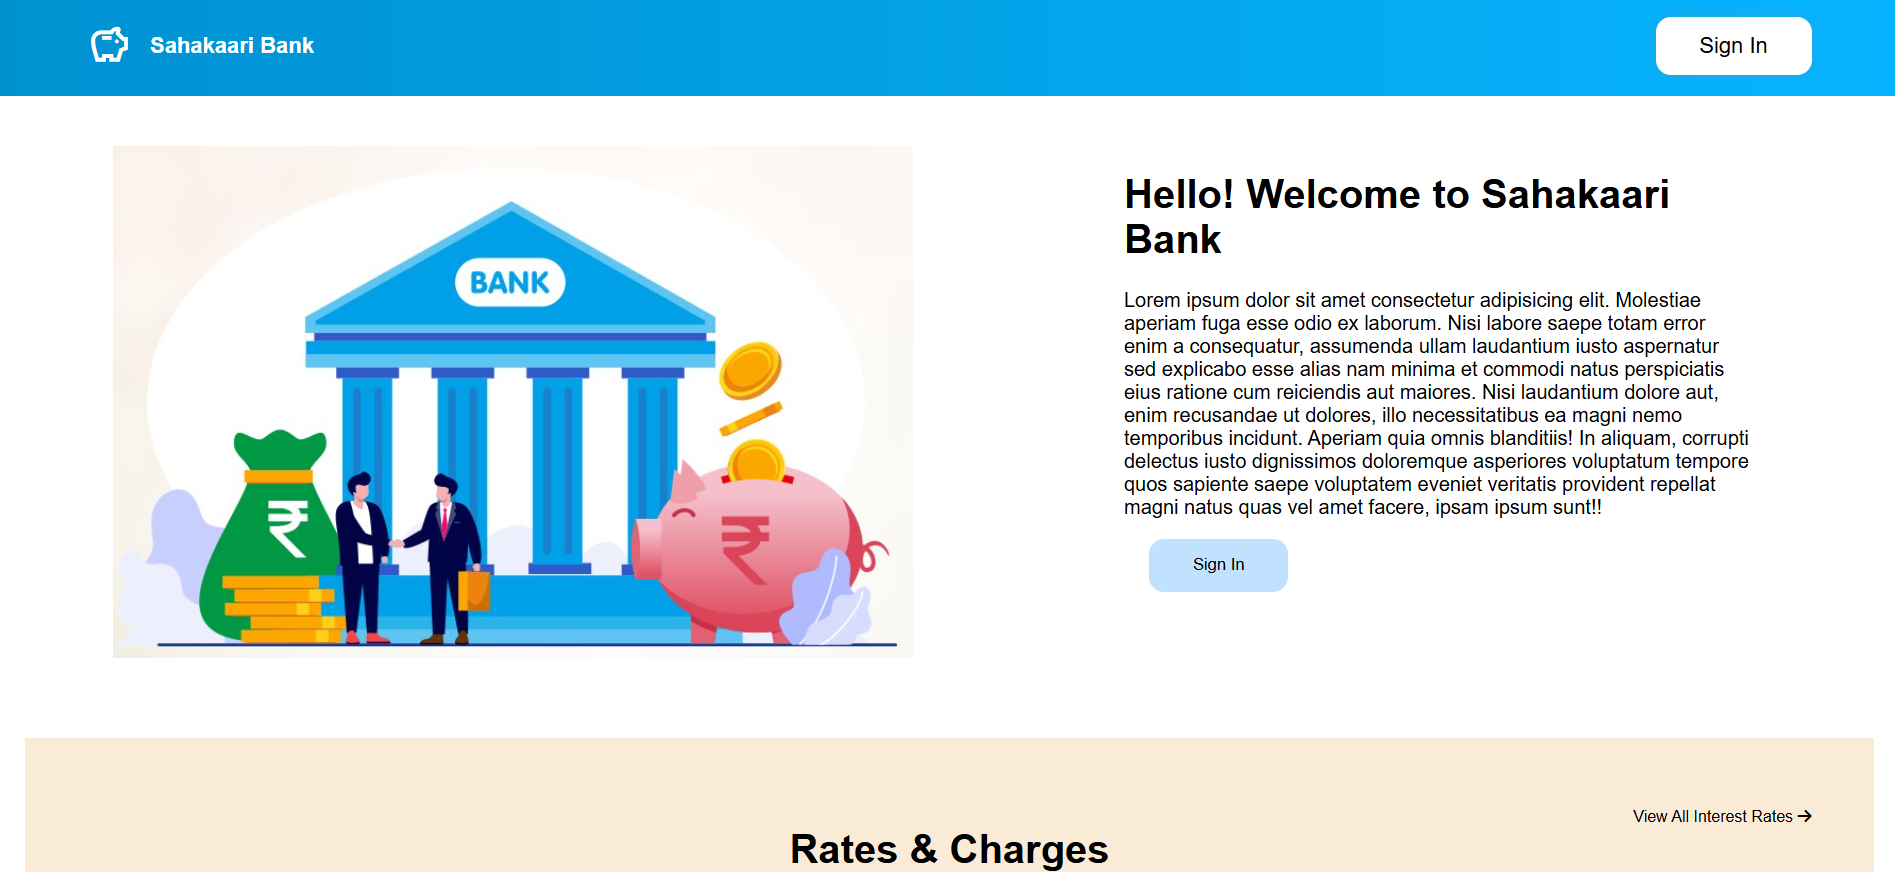 Sahakaari Bank
Sign In
BANK
₹
₹
Hello! Welcome to Sahakaari
Bank
Lorem ipsum dolor sit amet consectetur adipisicing elit. Molestiae
aperiam fuga esse odio ex laborum. Nisi labore saepe totam error
enim a consequatur, assumenda ullam laudantium iusto aspernatur
sed explicabo esse alias nam minima et commodi natus perspiciatis
eius ratione cum reiciendis aut maiores. Nisi laudantium dolore aut,
enim recusandae ut dolores, illo necessitatibus ea magni nemo
temporibus incidunt. Aperiam quia omnis blanditiis! In aliquam, corrupti
delectus iusto dignissimos doloremque asperiores voluptatum tempore
quos sapiente saepe voluptatem eveniet veritatis provident repellat
magni natus quas vel amet facere, ipsam ipsum sunt!!
Sign In
View All Interest Rates →
Rates & Charges